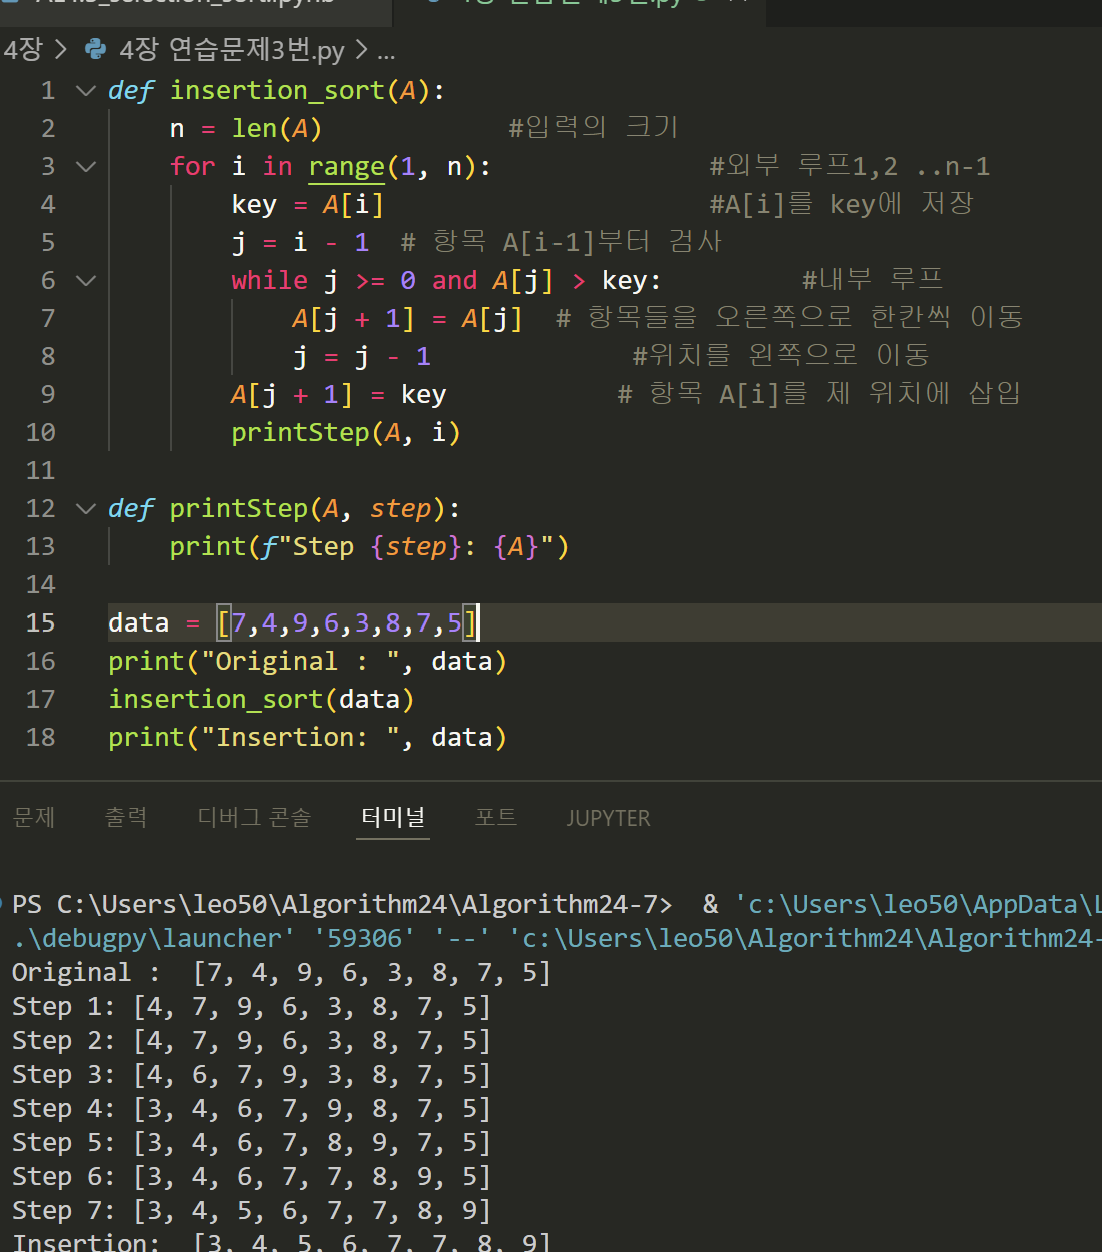 4장 > 4장 연습문제3번.py > ...
1 def insertion_sort(A):
2 n = len(A) #입력의 크기
3 for i in range(1, n): #외부 루프1,2 ..n-1
4 key = A[i] #A[i]를 key에 저장
5 j = i - 1 # 항목 A[i-1]부터 검사
6 while j >= 0 and A[j] > key: #내부 루프
7 A[j + 1] = A[j] # 항목들을 오른쪽으로 한칸씩 이동
8 j = j - 1 #위치를 왼쪽으로 이동
9 A[j + 1] = key # 항목 A[i]를 제 위치에 삽입
10 printStep(A, i)
11
12 def printStep(A, step):
13 print(f"Step {step}: {A}")
14
15 data = [7,4,9,6,3,8,7,5]
16 print("Original : ", data)
17 insertion_sort(data)
18 print("Insertion: ", data)
문제 출력 디버그 콘솔 터미널 포트 JUPYTER
PS C:\Users\leo50\Algorithm24\Algorithm24-7> & 'c:\Users\leo50\AppData\L
.\debugpy\launcher' '59306' '--' 'c:\Users\leo50\Algorithm24\Algorithm24-
Original : [7, 4, 9, 6, 3, 8, 7, 5]
Step 1: [4, 7, 9, 6, 3, 8, 7, 5]
Step 2: [4, 7, 9, 6, 3, 8, 7, 5]
Step 3: [4, 6, 7, 9, 3, 8, 7, 5]
Step 4: [3, 4, 6, 7, 9, 8, 7, 5]
Step 5: [3, 4, 6, 7, 8, 9, 7, 5]
Step 6: [3, 4, 6, 7, 7, 8, 9, 5]
Step 7: [3, 4, 5, 6, 7, 7, 8, 9]
Insertion: [3, 4, 5, 6, 7, 7, 8, 9]